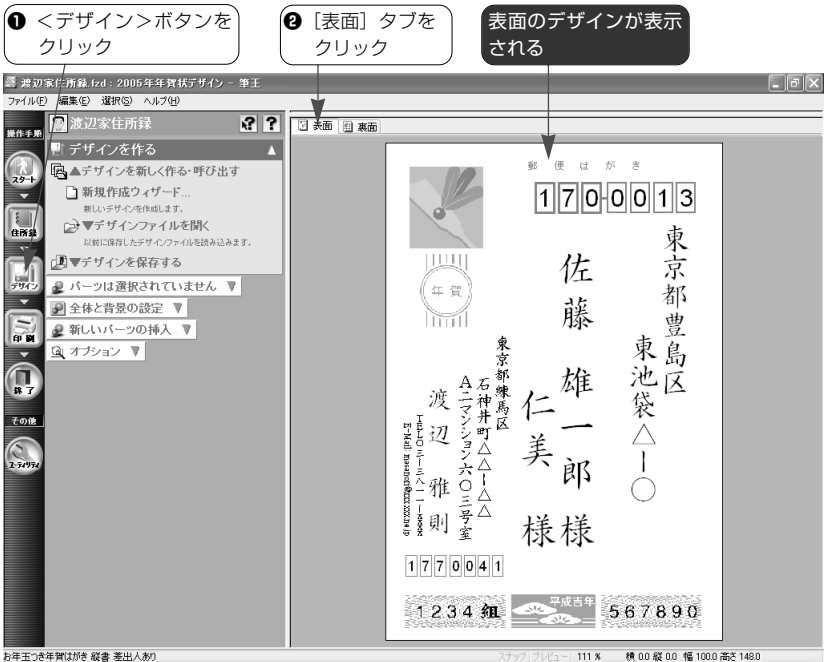 ❶ <デザイン>ボタンを
クリック
❷ [表面] タブを
クリック
表面のデザインが表示
される
渡辺家住所録.fzd : 2005年年賀状デザイン - 筆王
ファイル(F) 編集(E) 選択(S) ヘルプ(H)
操作手順
スタート
住所録
デザイン
印刷
終了
その他
ユーティリティ
渡辺家住所録
デザインを作る ▲
▲デザインを新しく作る・呼び出す
新規作成ウィザード...
新しいデザインを作成します。
▼デザインファイルを開く
以前に保存したデザインファイルを読み込みます。
▼デザインを保存する
パーツは選択されていません ▼
全体と背景の設定 ▼
新しいパーツの挿入 ▼
オプション ▼
表面 裏面
郵便はがき
170-0013
東京都豊島区
東池袋△ー○
佐藤 雄一郎 様
仁美 様
年賀
東京都練馬区
石神井町△△ー△△
Aニマンション六〇三号室
渡辺 雅則
1770041
1234組
平成吉年
567890
お年玉つき年賀はがき 縦書 差出人あり
スナップ プレビュー 111 % 横 0.0 縦 0.0 幅 100.0 高さ 148.0